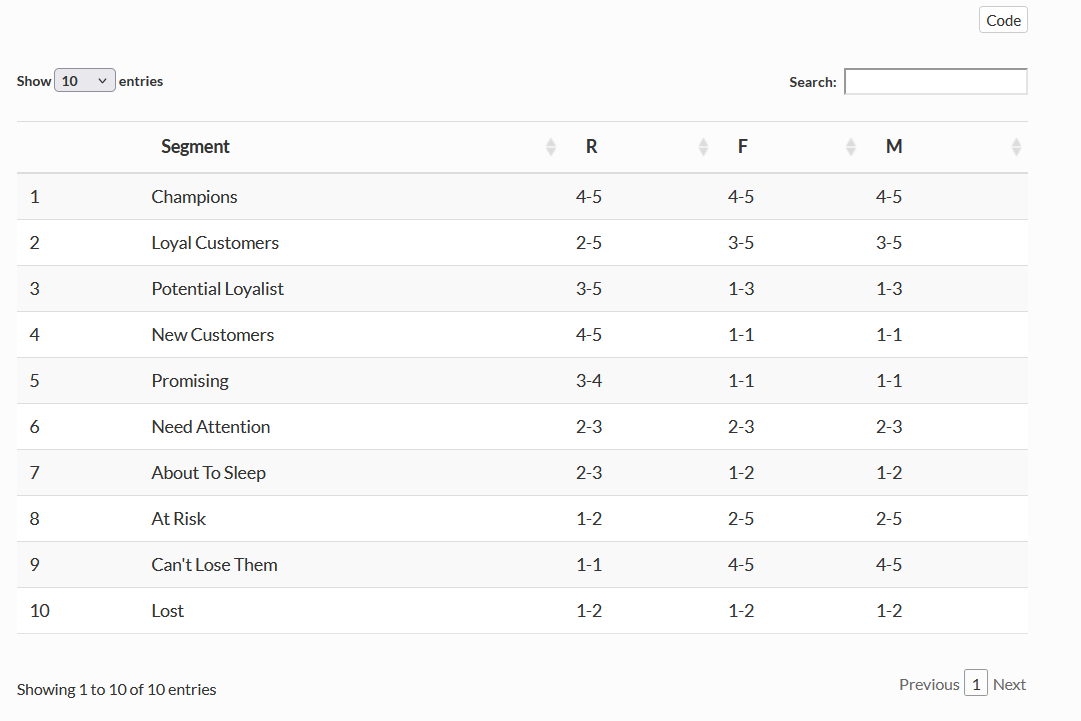 Code
Show 10 entries Search:
Segment R F M
1 Champions 4-5 4-5 4-5
2 Loyal Customers 2-5 3-5 3-5
3 Potential Loyalist 3-5 1-3 1-3
4 New Customers 4-5 1-1 1-1
5 Promising 3-4 1-1 1-1
6 Need Attention 2-3 2-3 2-3
7 About To Sleep 2-3 1-2 1-2
8 At Risk 1-2 2-5 2-5
9 Can't Lose Them 1-1 4-5 4-5
10 Lost 1-2 1-2 1-2
Showing 1 to 10 of 10 entries Previous 1 Next